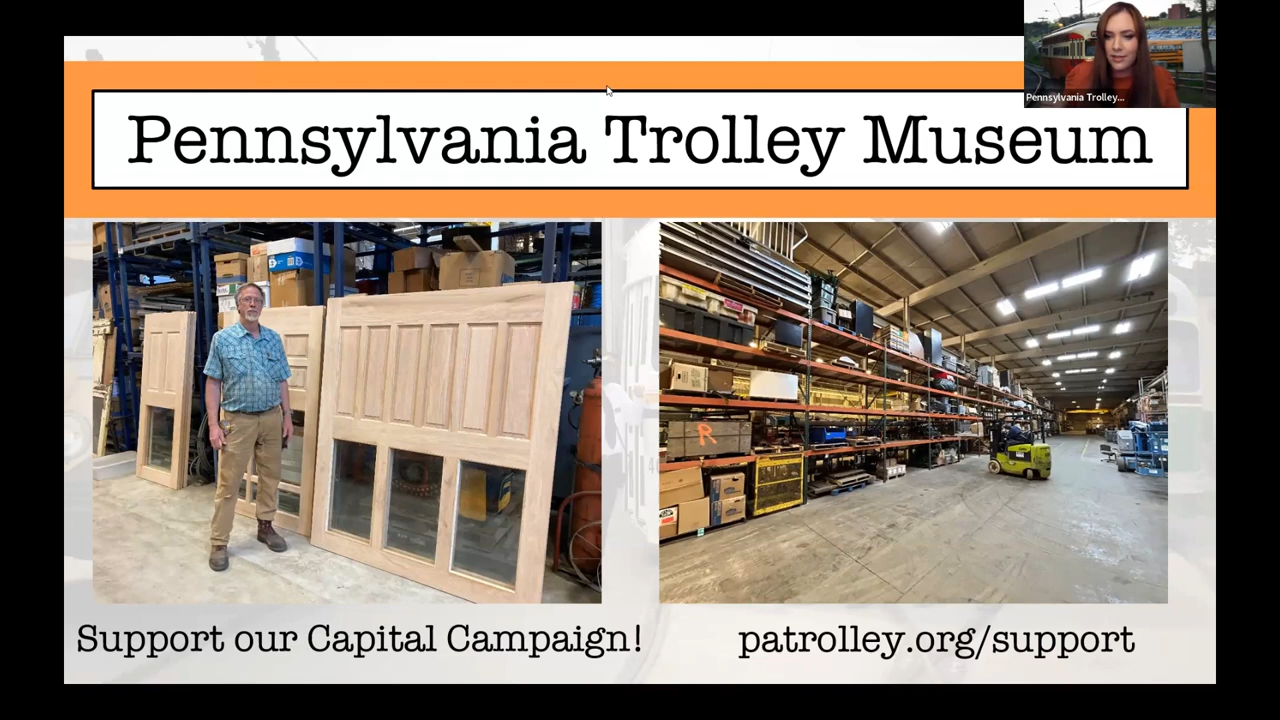 Pennsylvania Trolley...
Pennsylvania Trolley Museum
R
Support our Capital Campaign!
patrolley.org/support